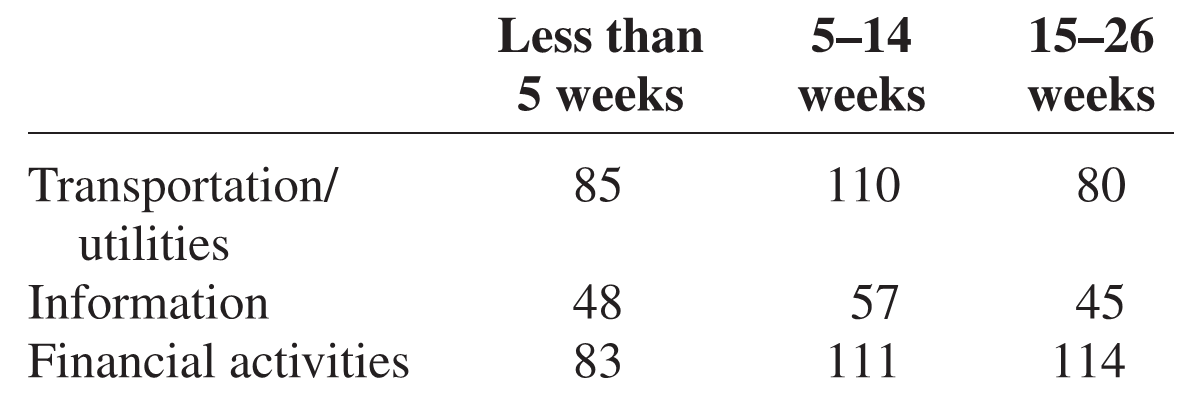 Less than 5–14 15–26
5 weeks weeks weeks
Transportation/ 85 110 80
utilities
Information 48 57 45
Financial activities 83 111 114